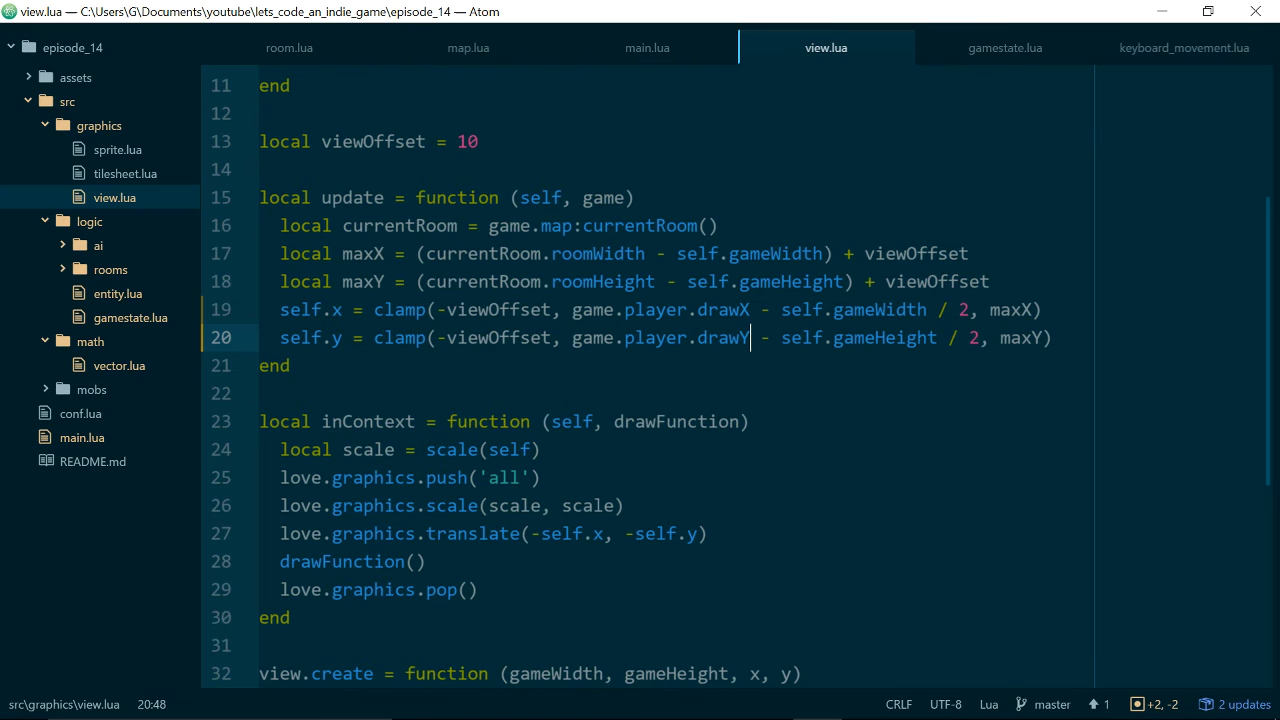 view.lua — C:\Users\G\Documents\youtube\lets_code_an_indie_game\episode_14 — Atom
episode_14
assets
src
graphics
sprite.lua
tilesheet.lua
view.lua
logic
ai
rooms
entity.lua
gamestate.lua
math
vector.lua
mobs
conf.lua
main.lua
README.md
room.lua
map.lua
main.lua
view.lua
gamestate.lua
keyboard_movement.lua
11 end
12
13 local viewOffset = 10
14
15 local update = function (self, game)
16 local currentRoom = game.map:currentRoom()
17 local maxX = (currentRoom.roomWidth - self.gameWidth) + viewOffset
18 local maxY = (currentRoom.roomHeight - self.gameHeight) + viewOffset
19 self.x = clamp(-viewOffset, game.player.drawX - self.gameWidth / 2, maxX)
20 self.y = clamp(-viewOffset, game.player.drawY - self.gameHeight / 2, maxY)
21 end
22
23 local inContext = function (self, drawFunction)
24 local scale = scale(self)
25 love.graphics.push('all')
26 love.graphics.scale(scale, scale)
27 love.graphics.translate(-self.x, -self.y)
28 drawFunction()
29 love.graphics.pop()
30 end
31
32 view.create = function (gameWidth, gameHeight, x, y)
src\graphics\view.lua 20:48
CRLF UTF-8 Lua master 1 +2, -2 2 updates